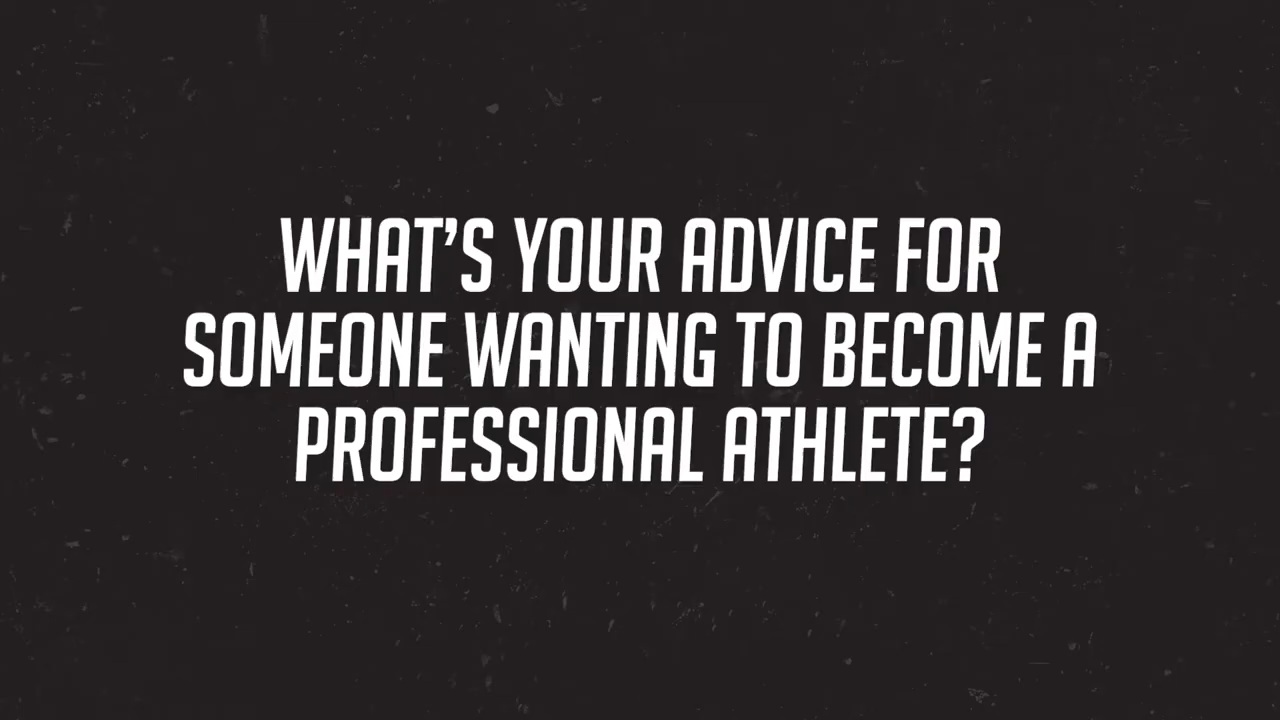 WHAT'S YOUR ADVICE FOR
SOMEONE WANTING TO BECOME A
PROFESSIONAL ATHLETE?